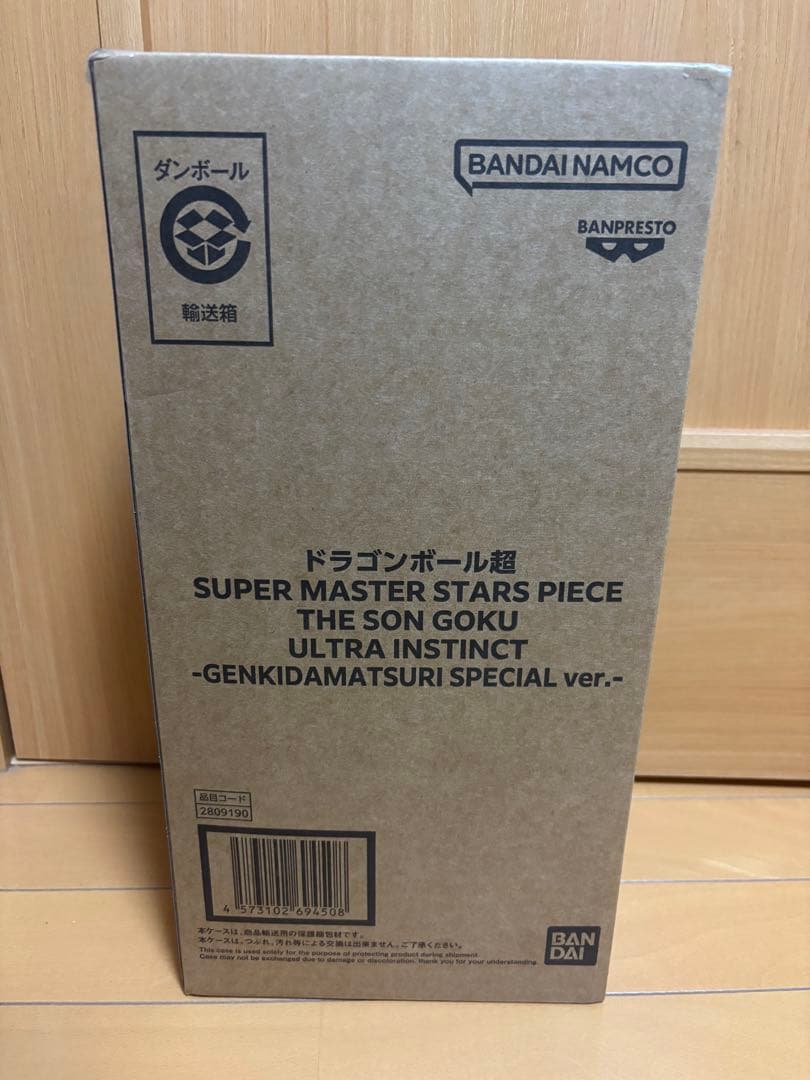 ダンボール
輸送箱
BANDAI NAMCO
BANPRESTO
ドラゴンボール超
SUPER MASTER STARS PIECE
THE SON GOKU
ULTRA INSTINCT
-GENKIDAMATSURI SPECIAL ver.-
品目コード
2809190
4 573102 694508
本ケースは、商品輸送用の保護梱包材です。
本ケースは、つぶれ、汚れ等による交換は出来ません。ご了承ください。
This case is used solely for the purpose of protecting product during shipment.
Case may not be exchanged due to damage or discoloration. thank you for your understanding.
BAN
DAI